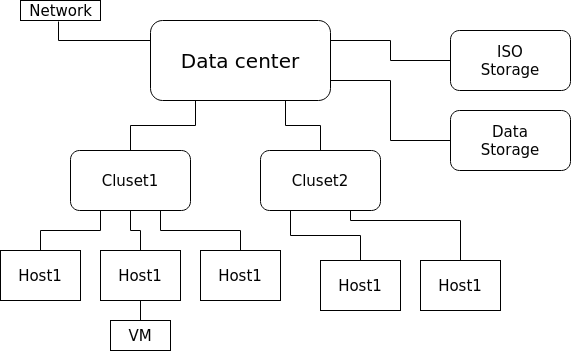 Network
Data center
ISO
Storage
Data
Storage
Cluset1
Cluset2
Host1
Host1
Host1
Host1
Host1
VM